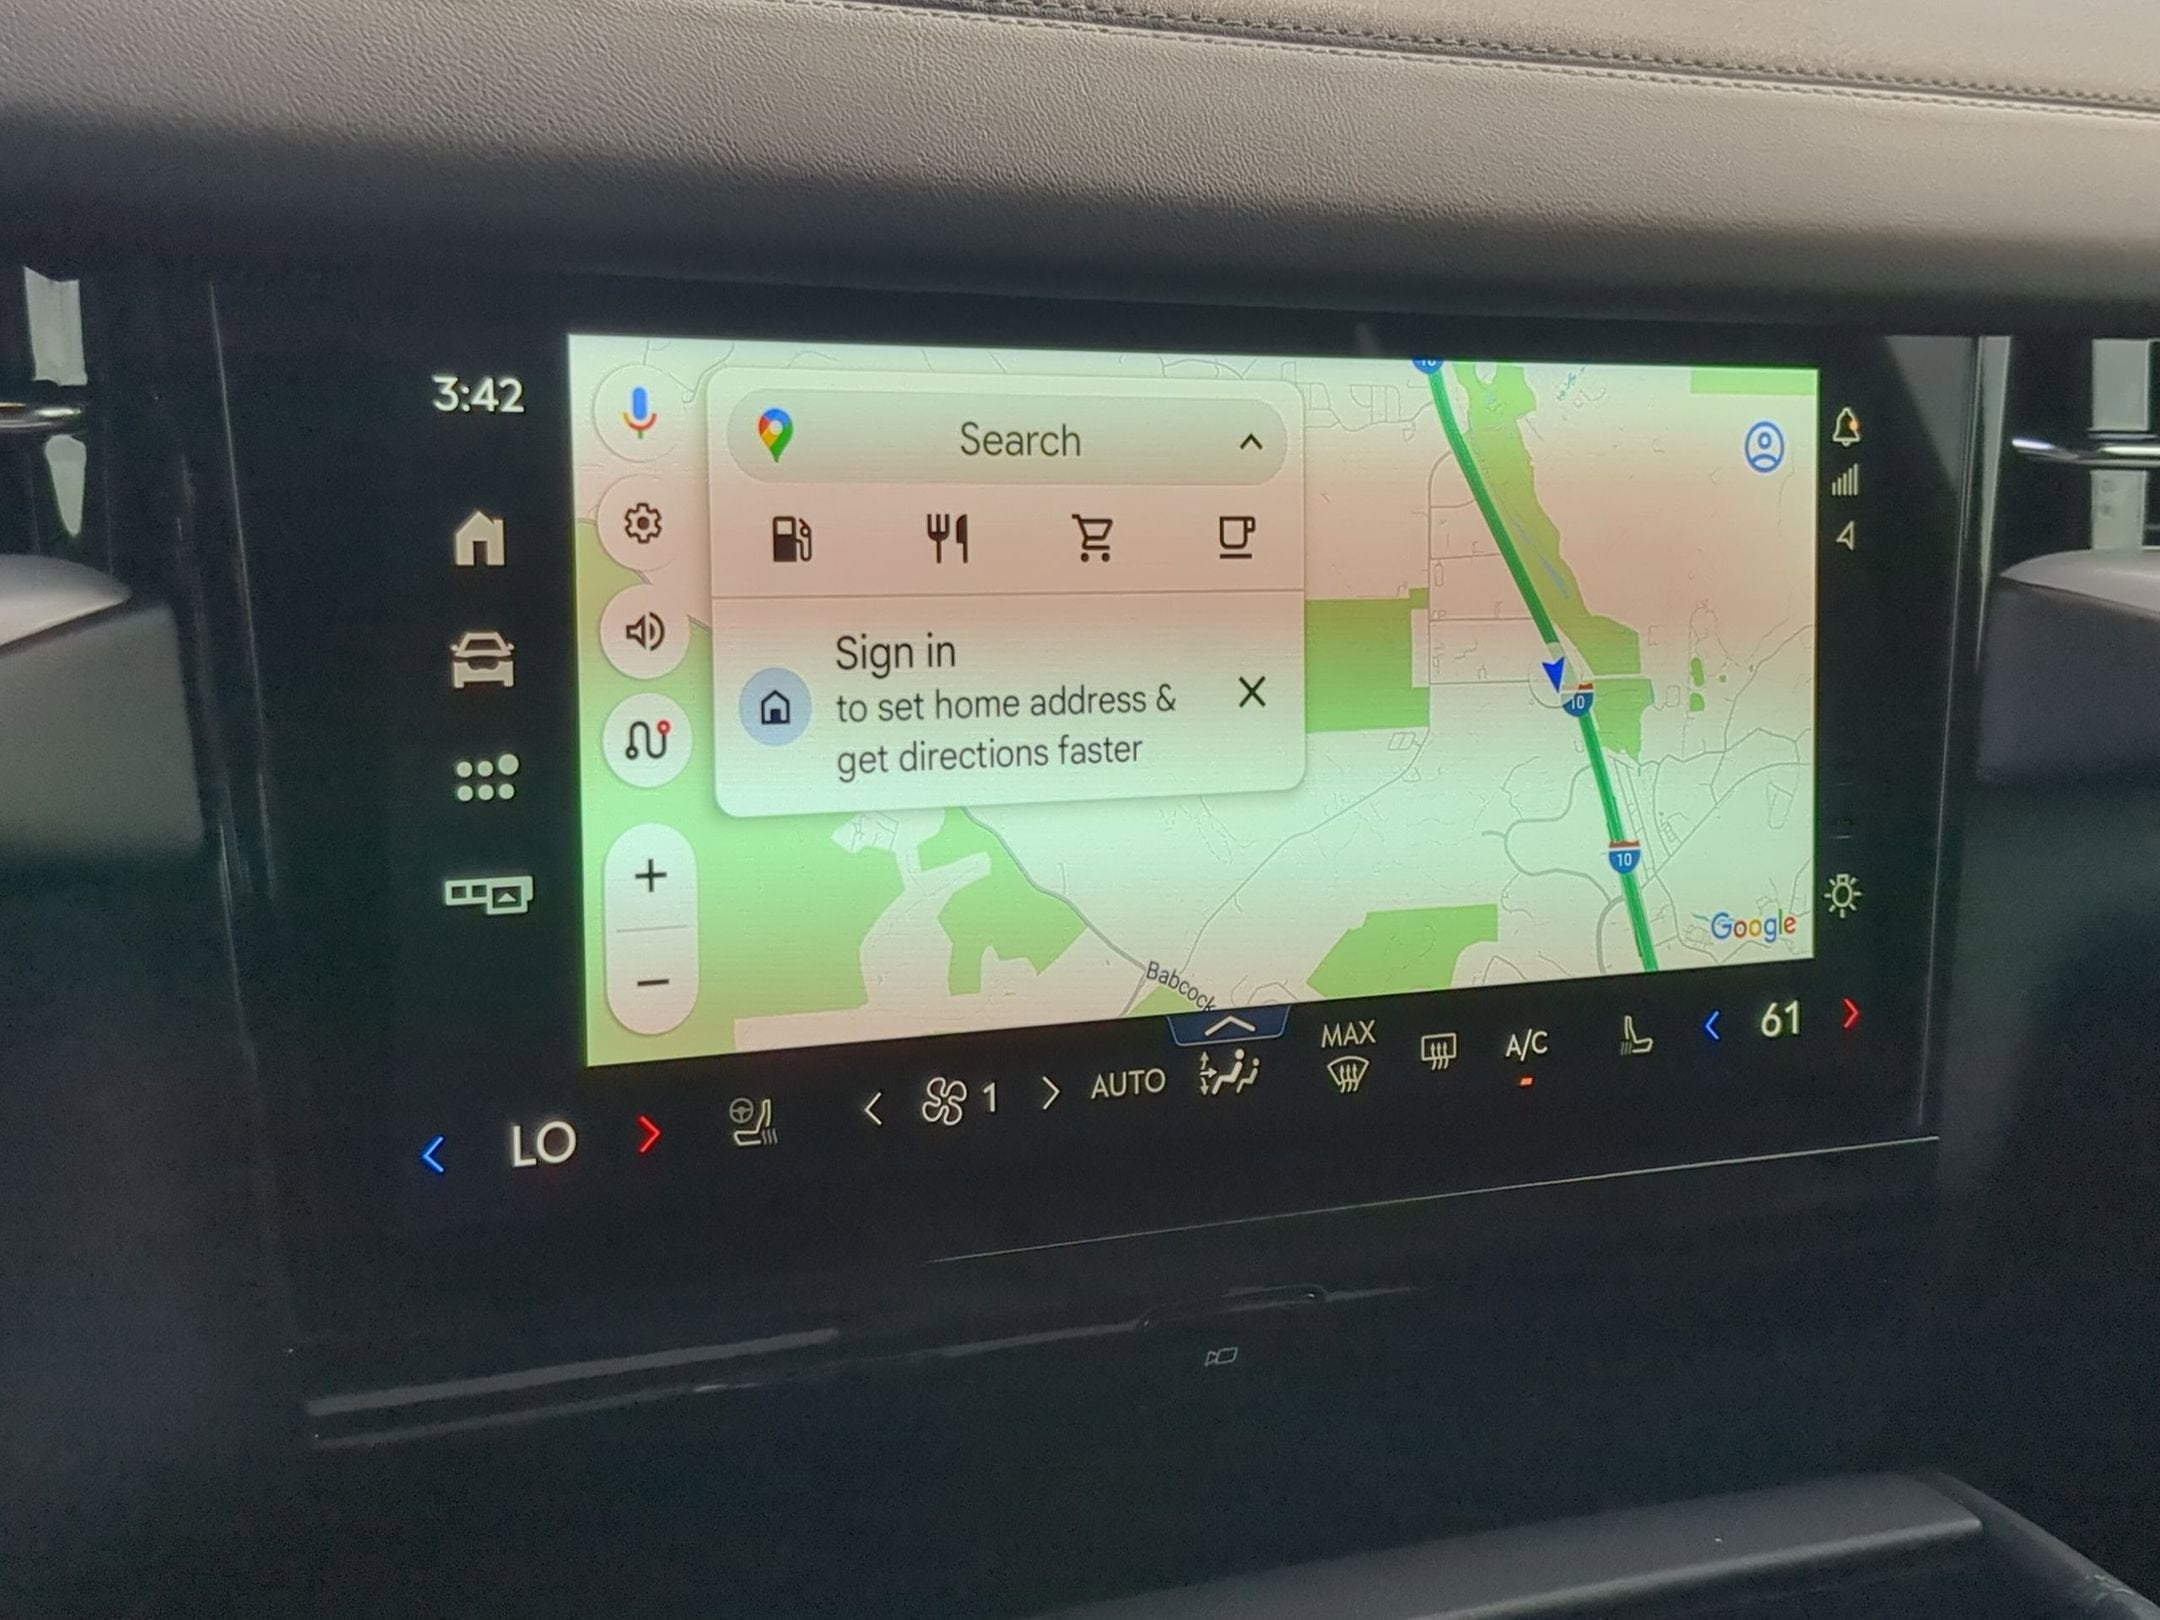 3:42
Search
Sign in
to set home address &
get directions faster
10
10
10
Google
Babcock
LO
1
AUTO
MAX
A/C
61